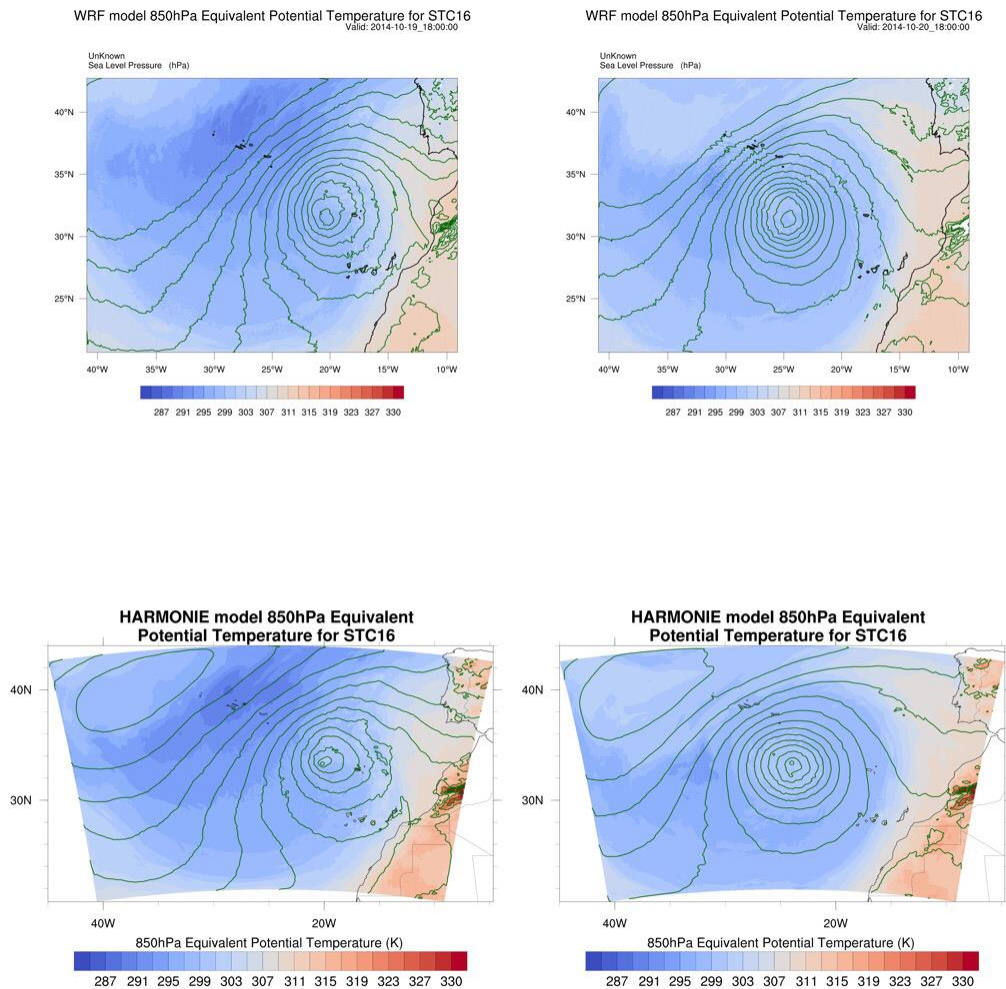 WRF model 850hPa Equivalent Potential Temperature for STC16
Valid: 2014-10-19_18:00:00
UnKnown
Sea Level Pressure (hPa)
40°N
35°N
30°N
25°N
40°W 35°W 30°W 25°W 20°W 15°W 10°W
287 291 295 299 303 307 311 315 319 323 327 330
WRF model 850hPa Equivalent Potential Temperature for STC16
Valid: 2014-10-20_18:00:00
UnKnown
Sea Level Pressure (hPa)
40°N
35°N
30°N
25°N
40°W 35°W 30°W 25°W 20°W 15°W 10°W
287 291 295 299 303 307 311 315 319 323 327 330
HARMONIE model 850hPa Equivalent
Potential Temperature for STC16
40N
30N
40W 20W
850hPa Equivalent Potential Temperature (K)
287 291 295 299 303 307 311 315 319 323 327 330
HARMONIE model 850hPa Equivalent
Potential Temperature for STC16
40N
30N
40W 20W
850hPa Equivalent Potential Temperature (K)
287 291 295 299 303 307 311 315 319 323 327 330